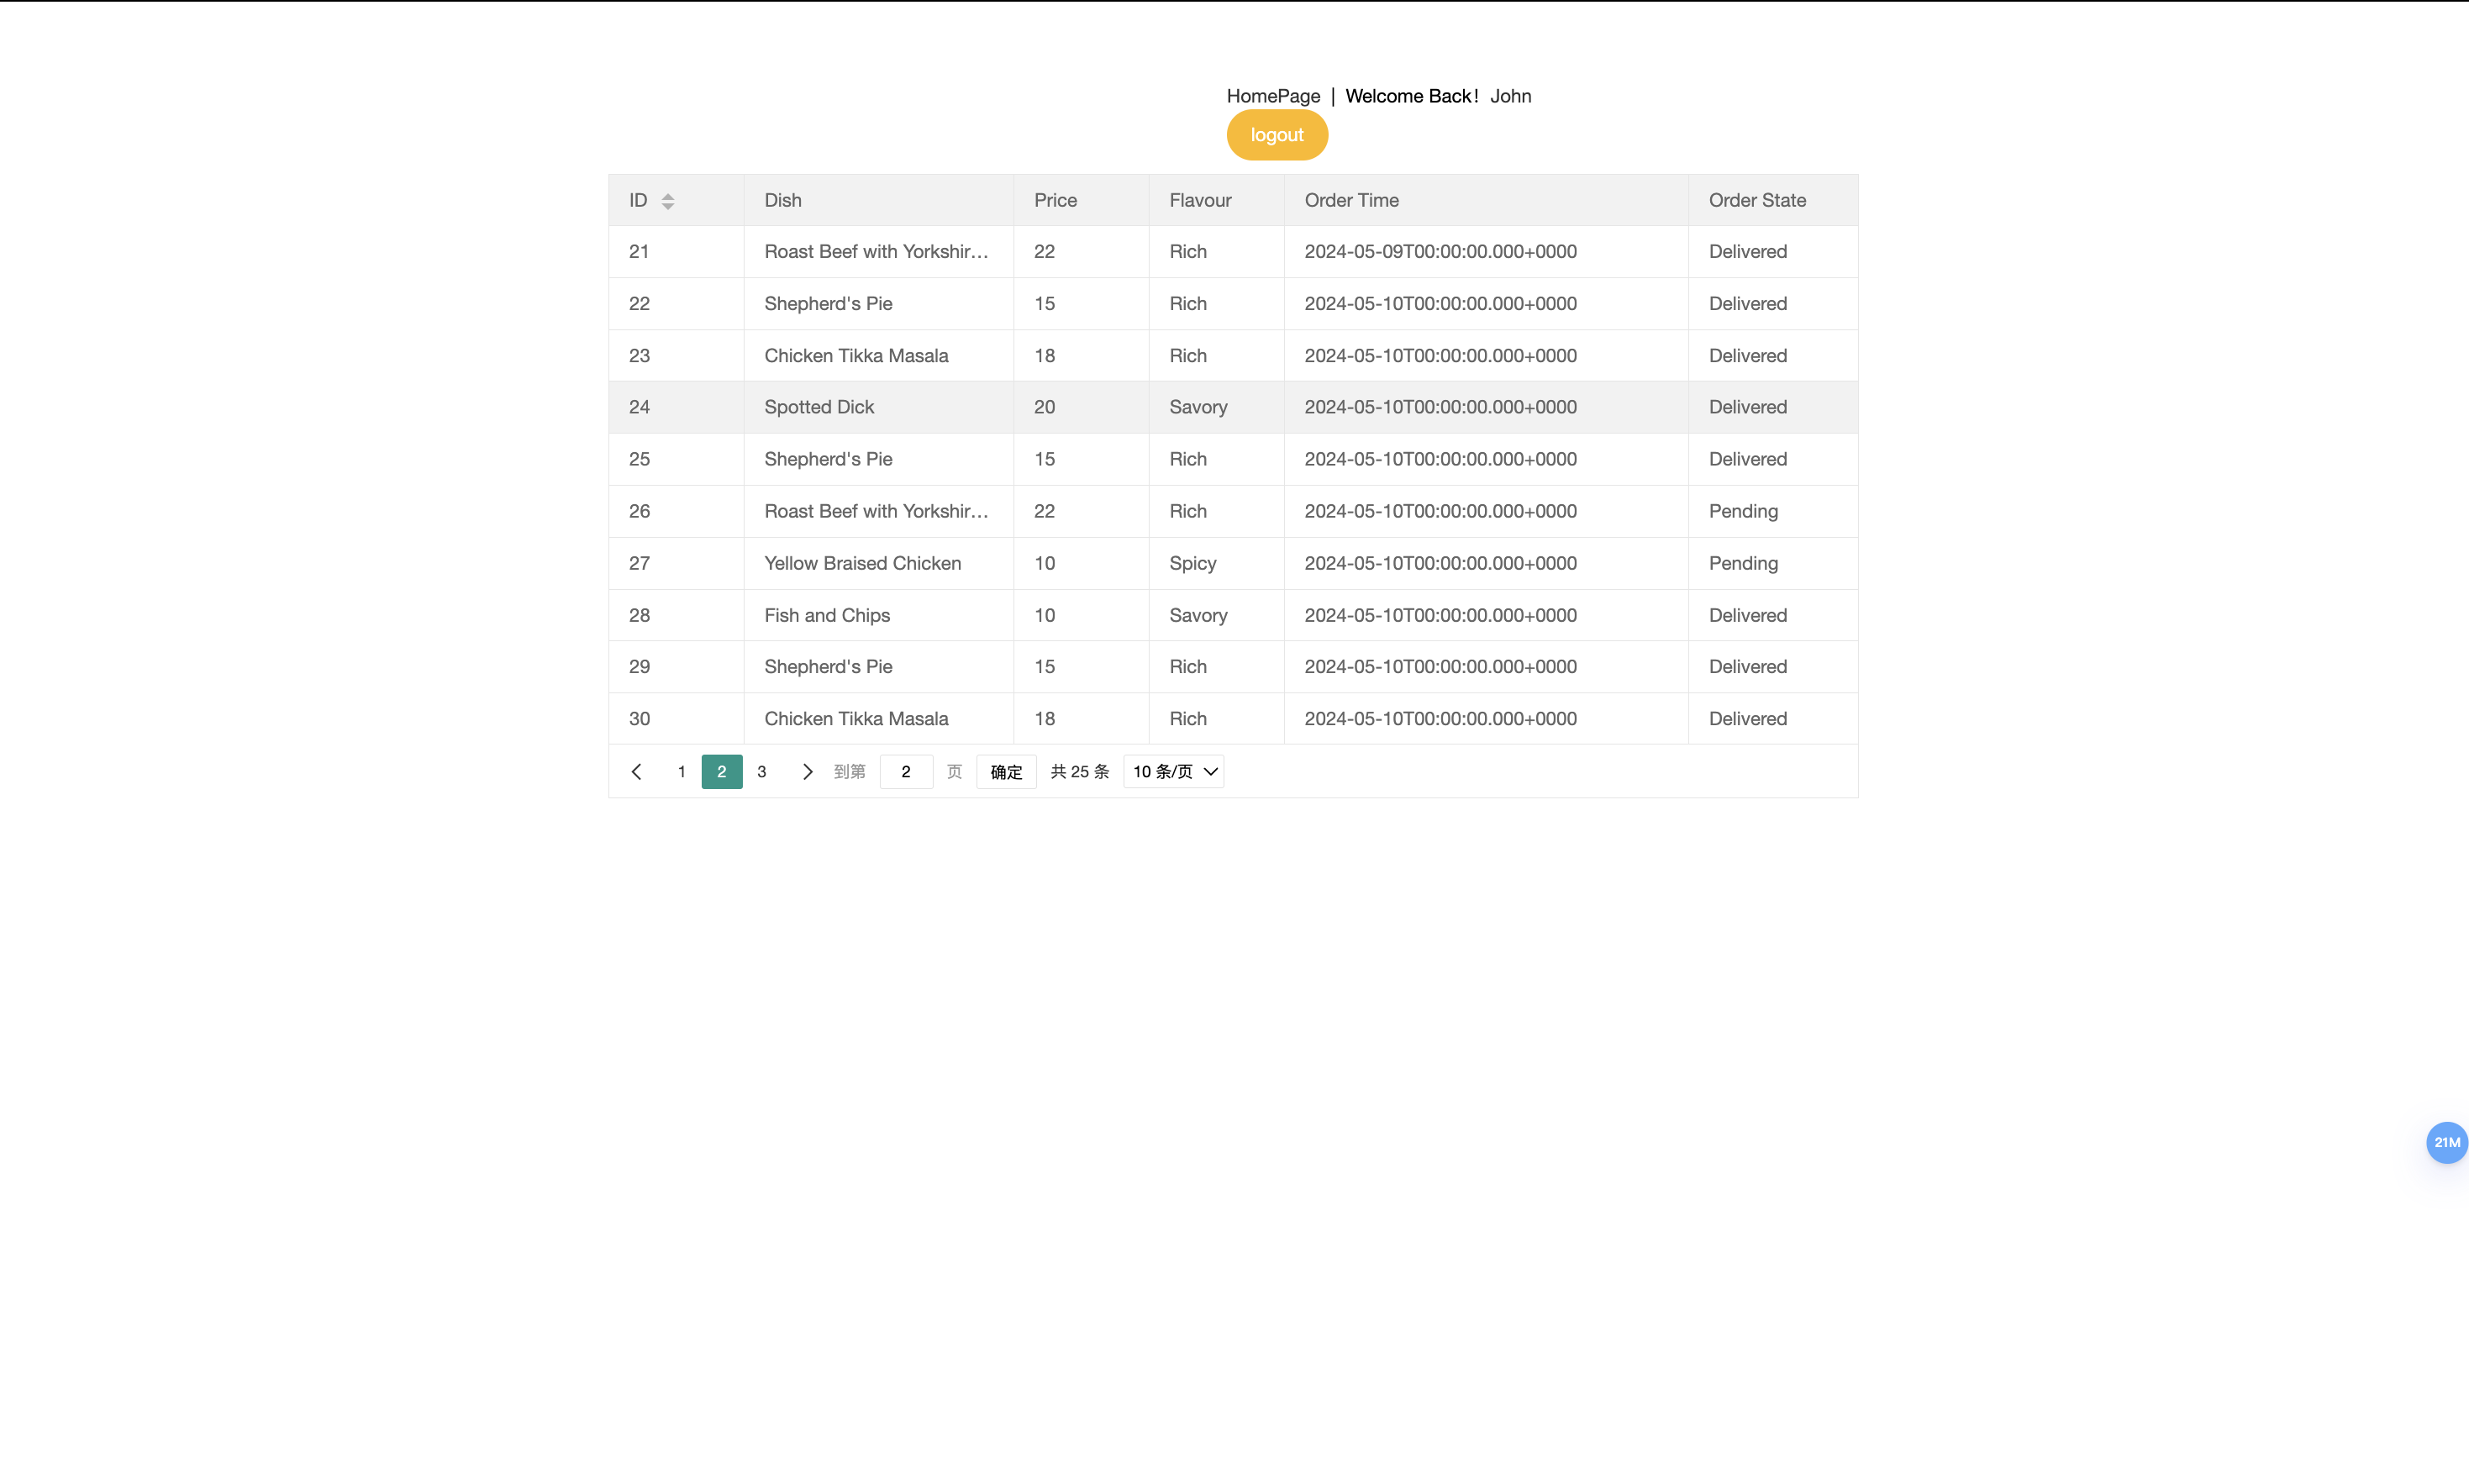 HomePage | Welcome Back! John
logout
ID Dish Price Flavour Order Time Order State
21 Roast Beef with Yorkshir... 22 Rich 2024-05-09T00:00:00.000+0000 Delivered
22 Shepherd's Pie 15 Rich 2024-05-10T00:00:00.000+0000 Delivered
23 Chicken Tikka Masala 18 Rich 2024-05-10T00:00:00.000+0000 Delivered
24 Spotted Dick 20 Savory 2024-05-10T00:00:00.000+0000 Delivered
25 Shepherd's Pie 15 Rich 2024-05-10T00:00:00.000+0000 Delivered
26 Roast Beef with Yorkshir... 22 Rich 2024-05-10T00:00:00.000+0000 Pending
27 Yellow Braised Chicken 10 Spicy 2024-05-10T00:00:00.000+0000 Pending
28 Fish and Chips 10 Savory 2024-05-10T00:00:00.000+0000 Delivered
29 Shepherd's Pie 15 Rich 2024-05-10T00:00:00.000+0000 Delivered
30 Chicken Tikka Masala 18 Rich 2024-05-10T00:00:00.000+0000 Delivered
1 2 3 到第 2 页 确定 共 25 条 10 条/页
21M